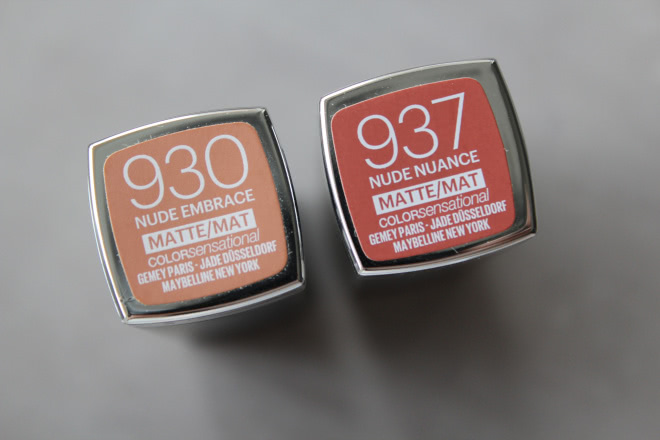 930
NUDE EMBRACE
MATTE/MAT
COLORsensational
GEMEY PARIS - JADE DÜSSELDORF
MAYBELLINE NEW YORK
937
NUDE NUANCE
MATTE/MAT
COLORsensational
GEMEY PARIS - JADE DÜSSELDORF
MAYBELLINE NEW YORK